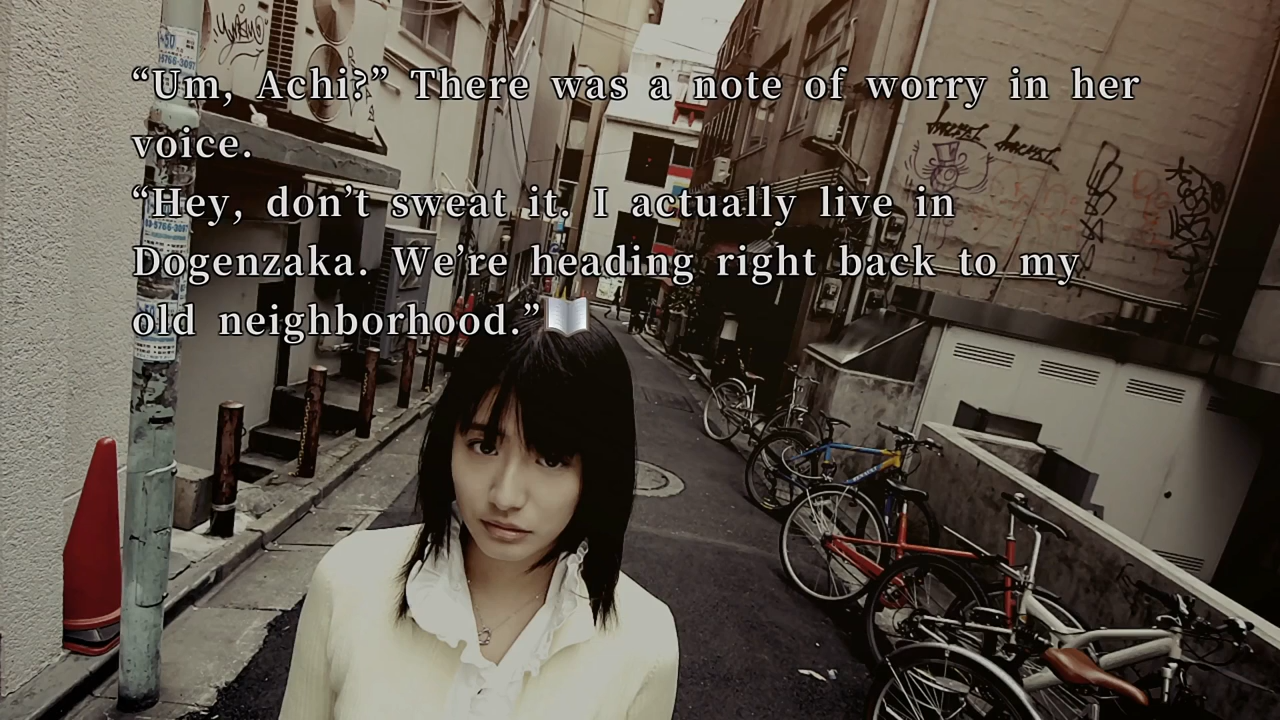 “Um, Achi?” There was a note of worry in her
voice.
“Hey, don’t sweat it. I actually live in
Dogenzaka. We’re heading right back to my
old neighborhood.”